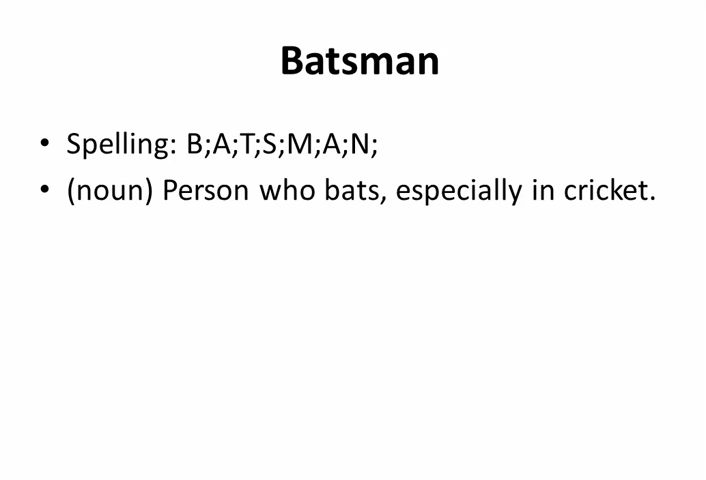 Batsman
• Spelling: B;A;T;S;M;A;N;
• (noun) Person who bats, especially in cricket.